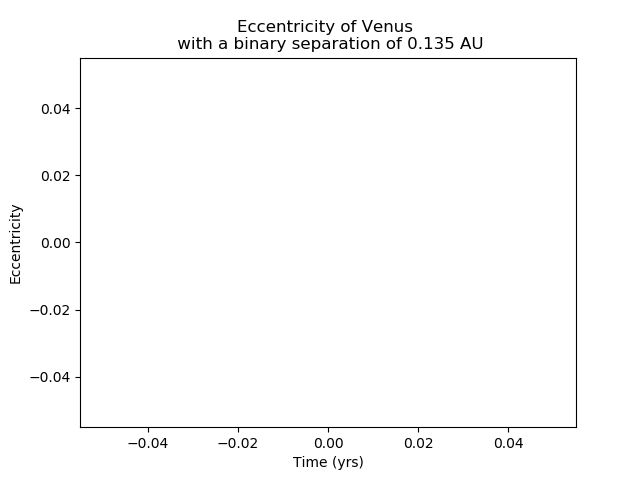 Eccentricity of Venus
with a binary separation of 0.135 AU
0.04
0.02
0.00
−0.02
−0.04
Eccentricity
−0.04 −0.02 0.00 0.02 0.04
Time (yrs)